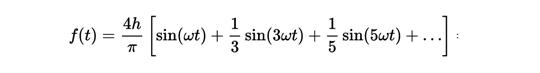 f(t) = \frac{4h}{\pi} \left[ \sin(\omega t) + \frac{1}{3} \sin(3\omega t) + \frac{1}{5} \sin(5\omega t) + \dots \right] :